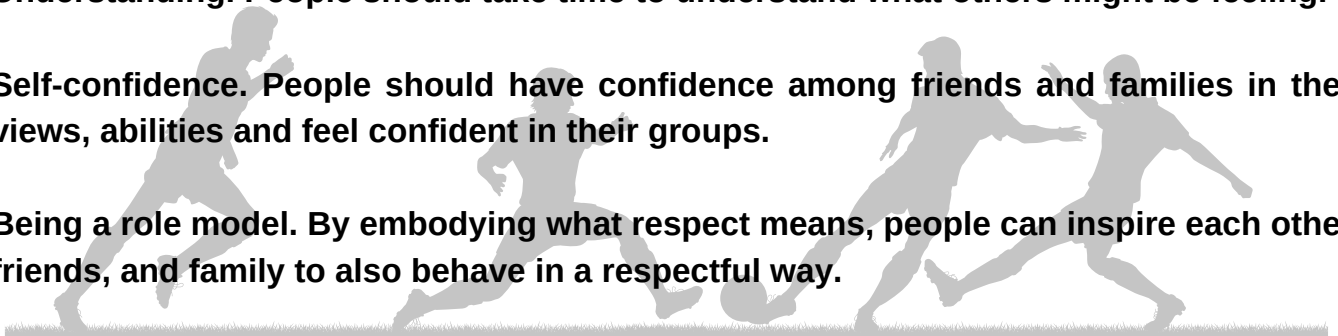 Understanding. People should take time to understand what others might be feeling.
Self-confidence. People should have confidence among friends and families in the
views, abilities and feel confident in their groups.
Being a role model. By embodying what respect means, people can inspire each othe
friends, and family to also behave in a respectful way.